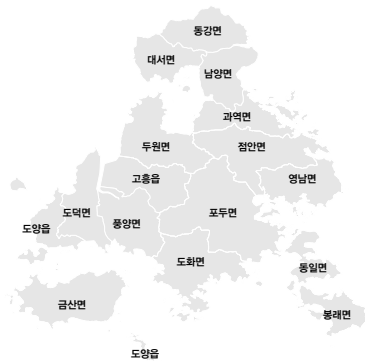 동강면
대서면
남양면
과역면
두원면
점안면
고흥읍
영남면
도덕면
포두면
풍양면
도양읍
도화면
동일면
금산면
봉래면
도양읍